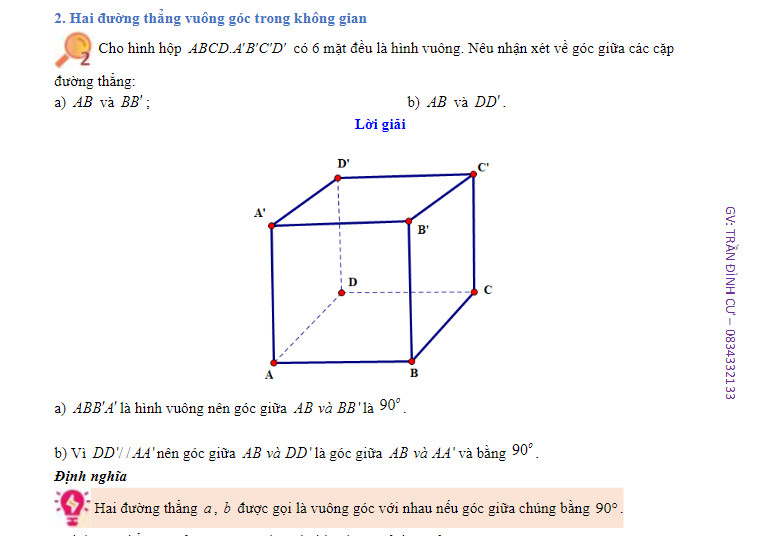 2. Hai đường thẳng vuông góc trong không gian
2 Cho hình hộp ABCD.A'B'C'D' có 6 mặt đều là hình vuông. Nêu nhận xét về góc giữa các cặp
đường thẳng:
a) AB và BB';
b) AB và DD'.
Lời giải
D'
C'
A'
B'
D
C
A
B
a) ABB'A' là hình vuông nên góc giữa AB và BB' là 90°.
b) Vì DD'//AA' nên góc giữa AB và DD' là góc giữa AB và AA' và bằng 90°.
Định nghĩa
Hai đường thẳng a, b được gọi là vuông góc với nhau nếu góc giữa chúng bằng 90°.
GV: TRẦN ĐÌNH CƯ – 0834332133